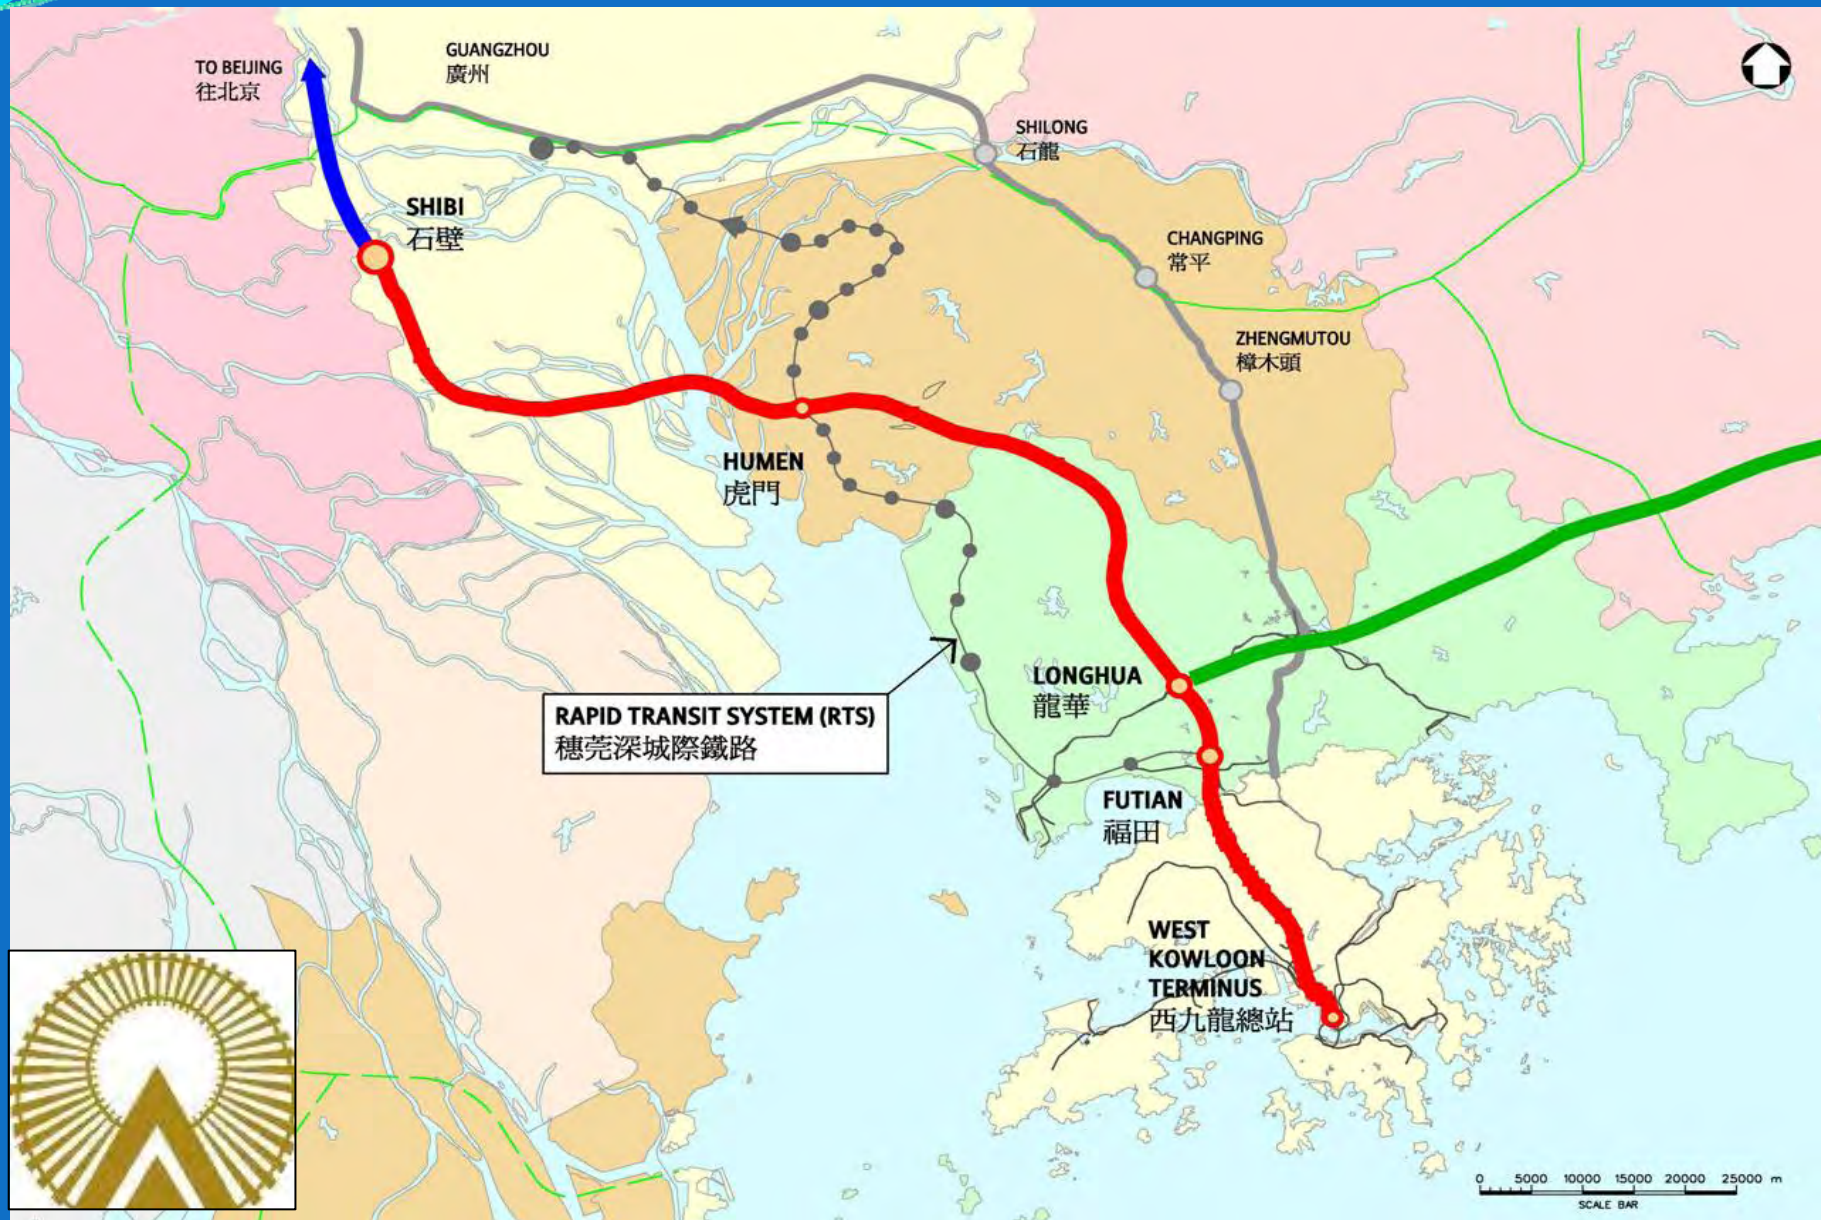 TO BEIJING
往北京
GUANGZHOU
廣州
SHILONG
石龍
SHIBI
石壁
CHANGPING
常平
ZHENGMUTOU
樟木頭
HUMEN
虎門
LONGHUA
龍華
RAPID TRANSIT SYSTEM (RTS)
穗莞深城際鐵路
FUTIAN
福田
WEST
KOWLOON
TERMINUS
西九龍總站
0 5000 10000 15000 20000 25000 m
SCALE BAR